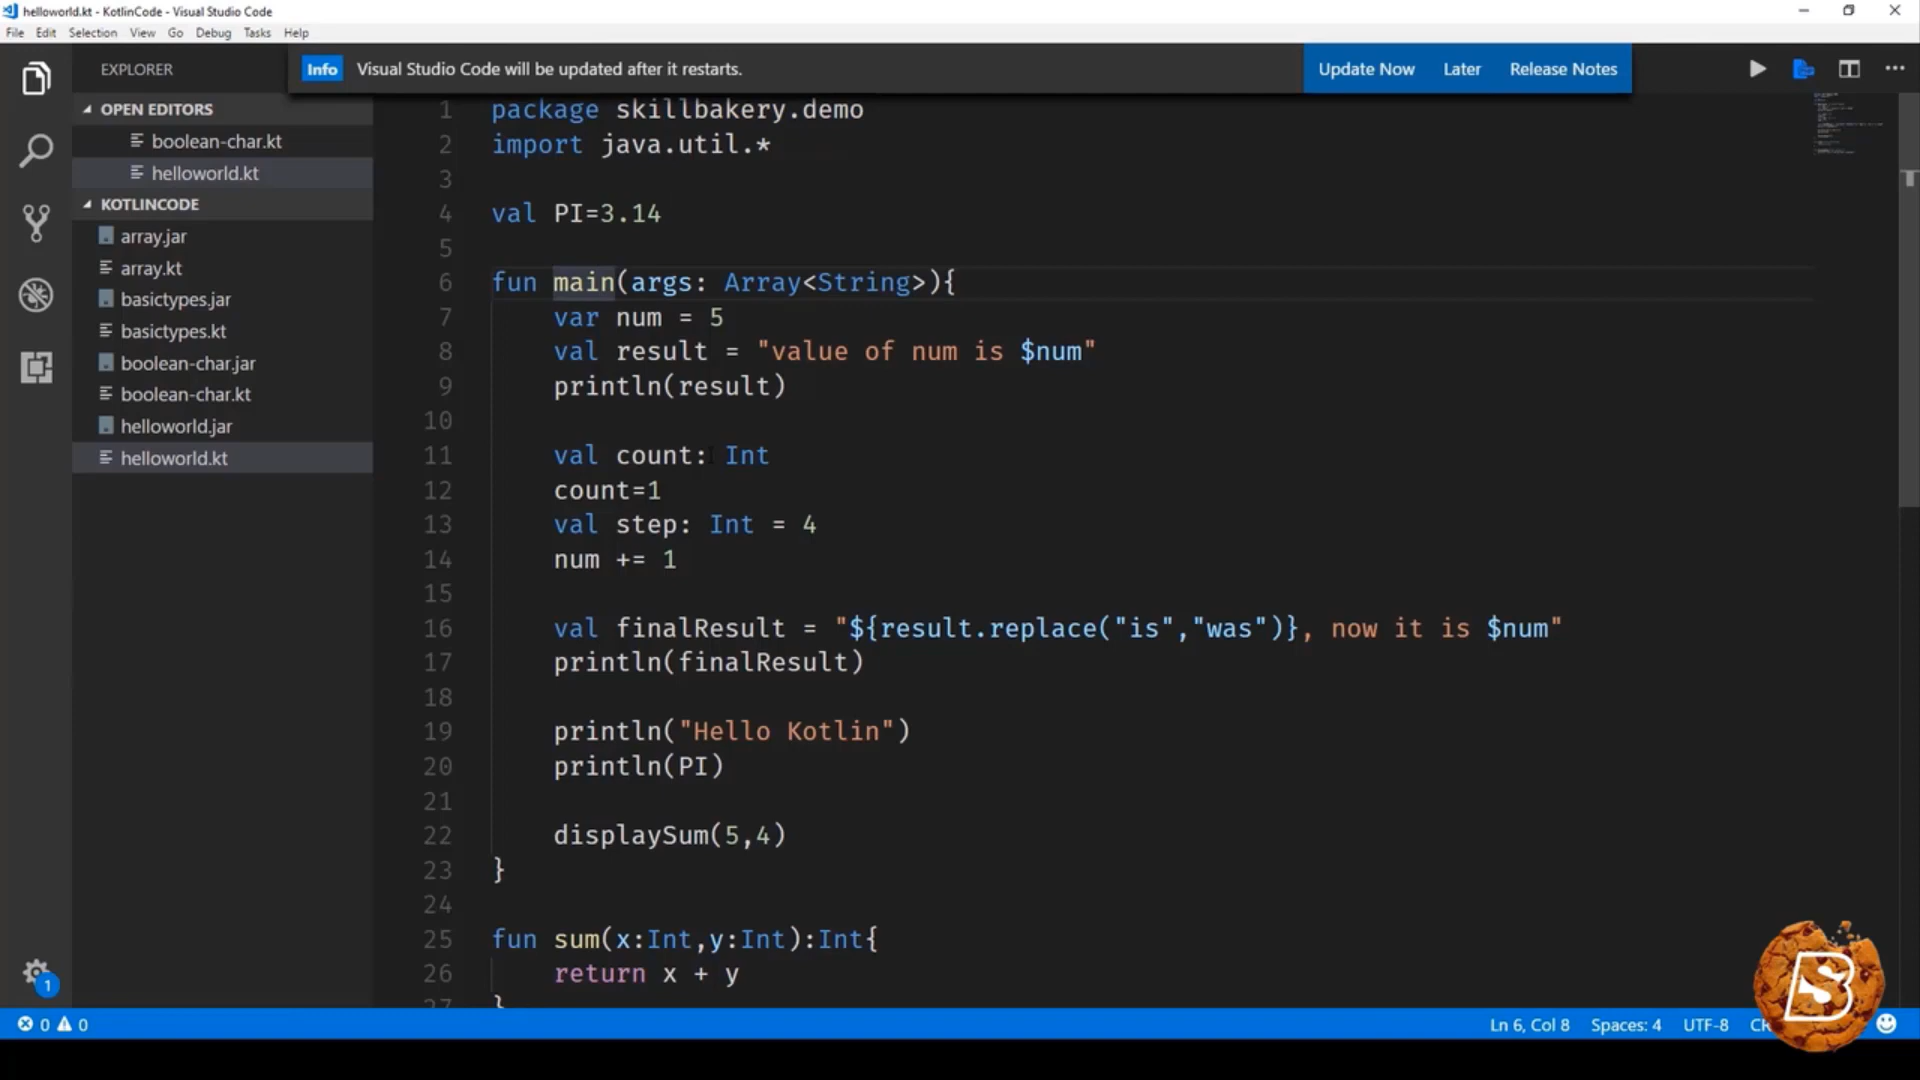 helloworld.kt - KotlinCode - Visual Studio Code
File Edit Selection View Go Debug Tasks Help
EXPLORER
Info Visual Studio Code will be updated after it restarts.
Update Now Later Release Notes
OPEN EDITORS
boolean-char.kt
helloworld.kt
KOTLINCODE
array.jar
array.kt
basictypes.jar
basictypes.kt
boolean-char.jar
boolean-char.kt
helloworld.jar
helloworld.kt
1 package skillbakery.demo
2 import java.util.*
3
4 val PI=3.14
5
6 fun main(args: Array<String>){
7 var num = 5
8 val result = "value of num is $num"
9 println(result)
10
11 val count: Int
12 count=1
13 val step: Int = 4
14 num += 1
15
16 val finalResult = "${result.replace("is","was")}, now it is $num"
17 println(finalResult)
18
19 println("Hello Kotlin")
20 println(PI)
21
22 displaySum(5,4)
23 }
24
25 fun sum(x:Int,y:Int):Int{
26 return x + y
27 }
1
0 0
Ln 6, Col 8 Spaces: 4 UTF-8